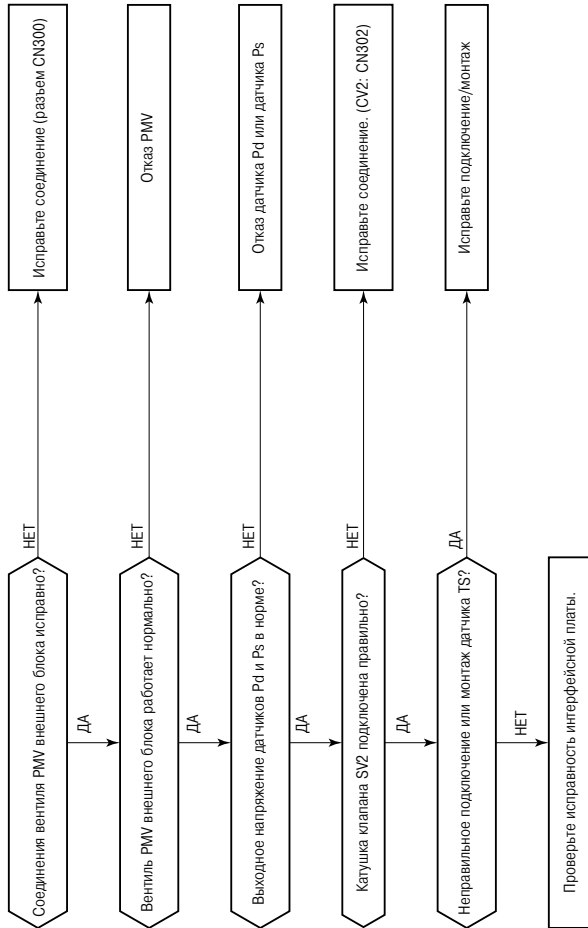 Соединения вентиля PMV внешнего блока исправно?
НЕТ
Исправьте соединение (разъем CN300)
ДА
Вентиль PMV внешнего блока работает нормально?
НЕТ
Отказ PMV
ДА
Выходное напряжение датчиков Pd и Ps в норме?
НЕТ
Отказ датчика Pd или датчика Ps
ДА
Катушка клапана SV2 подключена правильно?
НЕТ
Исправьте соединение. (CV2: CN302)
ДА
Неправильное подключение или монтаж датчика TS?
ДА
Исправьте подключение/монтаж
НЕТ
Проверьте исправность интерфейсной платы.